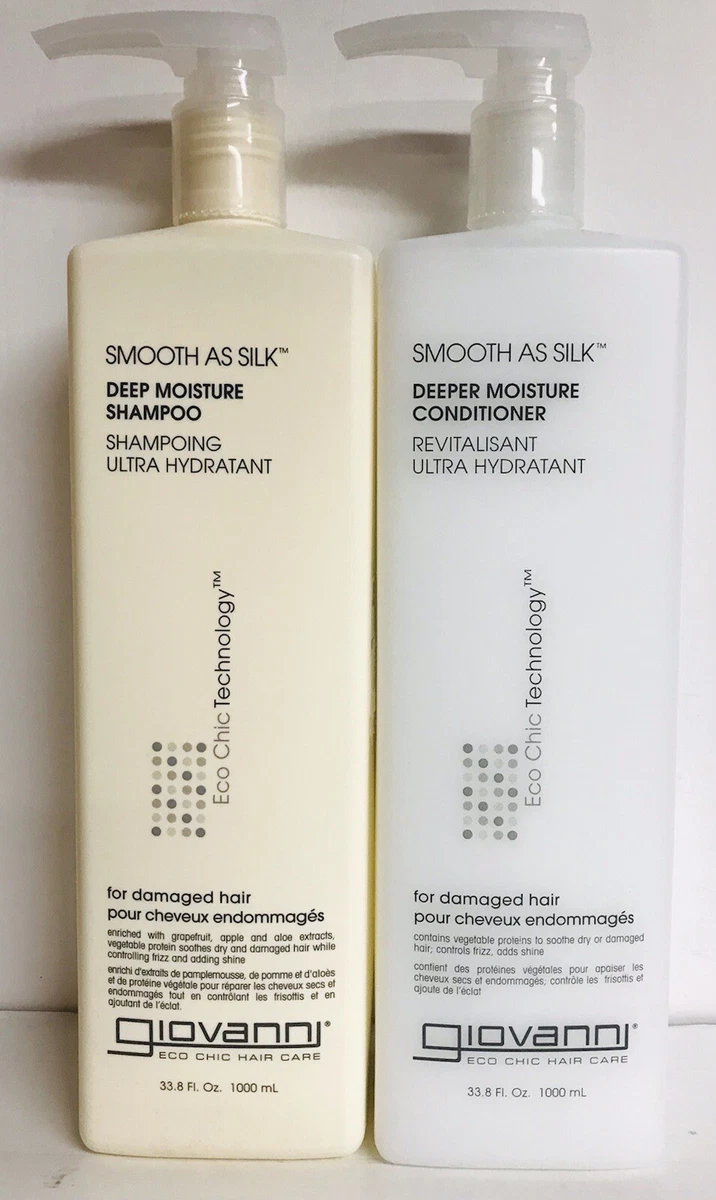 SMOOTH AS SILK™
DEEP MOISTURE
SHAMPOO
SHAMPOING
ULTRA HYDRATANT
Eco Chic Technology™
for damaged hair
pour cheveux endommagés
enriched with grapefruit, apple and aloe extracts,
vegetable protein soothes dry and damaged hair while
controlling frizz and adding shine
enrichi d'extraits de pamplemousse, de pomme et d'aloès
et de protéine végétale pour réparer les cheveux secs et
endommagés tout en contrôlant les frisottis et en
ajoutant de l'éclat.
giovanni®
ECO CHIC HAIR CARE
33.8 Fl. Oz. 1000 mL
SMOOTH AS SILK™
DEEPER MOISTURE
CONDITIONER
REVITALISANT
ULTRA HYDRATANT
Eco Chic Technology™
for damaged hair
pour cheveux endommagés
contains vegetable proteins to soothe dry or damaged
hair; controls frizz, adds shine
contient des protéines végétales pour apaiser les
cheveux secs et endommagés; contrôle les frisottis et
ajoute de l'éclat
giovanni®
ECO CHIC HAIR CARE
33.8 Fl. Oz. 1000 mL